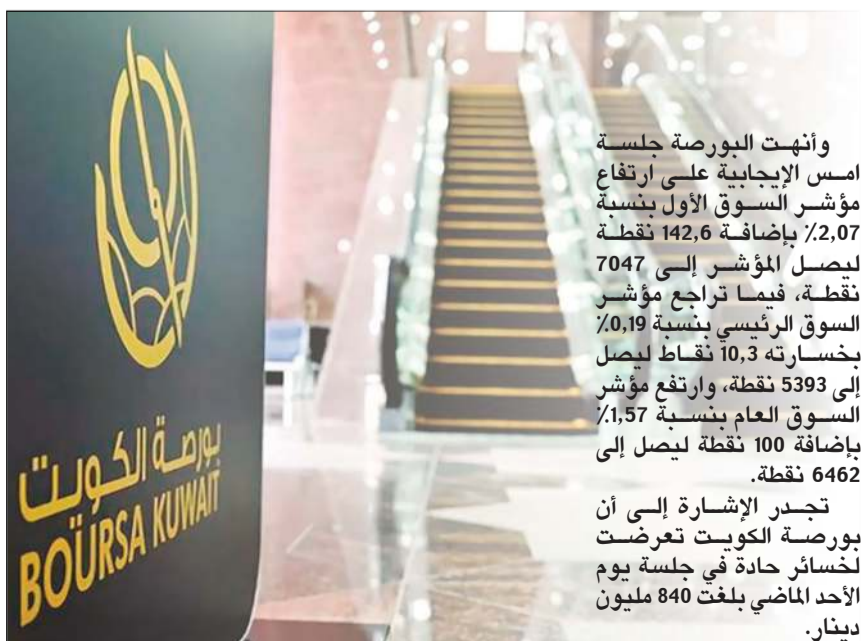 وأنهت البورصة جلسة
امس الإيجابية على ارتفاع
مؤشر السوق الأول بنسبة
2,07٪ بإضافة 142,6 نقطة
ليصل المؤشر إلى 7047
نقطة، فيما تراجع مؤشر
السوق الرئيسي بنسبة 0,19٪
بخسارته 10,3 نقاط ليصل
إلى 5393 نقطة، وارتفع مؤشر
السوق العام بنسبة 1,57٪
بإضافة 100 نقطة ليصل إلى
6462 نقطة.
تجدر الإشارة إلى أن
بورصة الكويت تعرضت
لخسائر حادة في جلسة يوم
الأحد الماضي بلغت 840 مليون
دينار.
بورصة الكويت
BOURSA KUWAIT